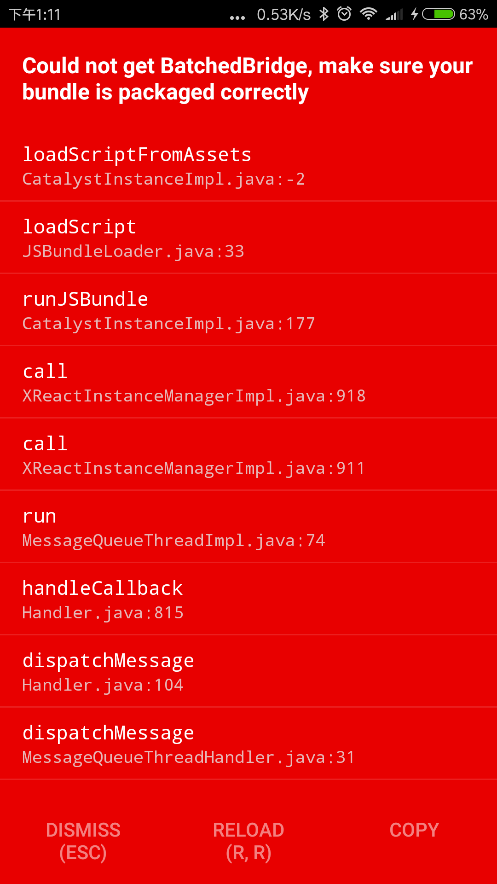 下午1:11 ... 0.53K/s 63%
Could not get BatchedBridge, make sure your
bundle is packaged correctly
loadScriptFromAssets
CatalystInstanceImpl.java:-2
loadScript
JSBundleLoader.java:33
runJSBundle
CatalystInstanceImpl.java:177
call
XReactInstanceManagerImpl.java:918
call
XReactInstanceManagerImpl.java:911
run
MessageQueueThreadImpl.java:74
handleCallback
Handler.java:815
dispatchMessage
Handler.java:104
dispatchMessage
MessageQueueThreadHandler.java:31
DISMISS RELOAD COPY
(ESC) (R, R)